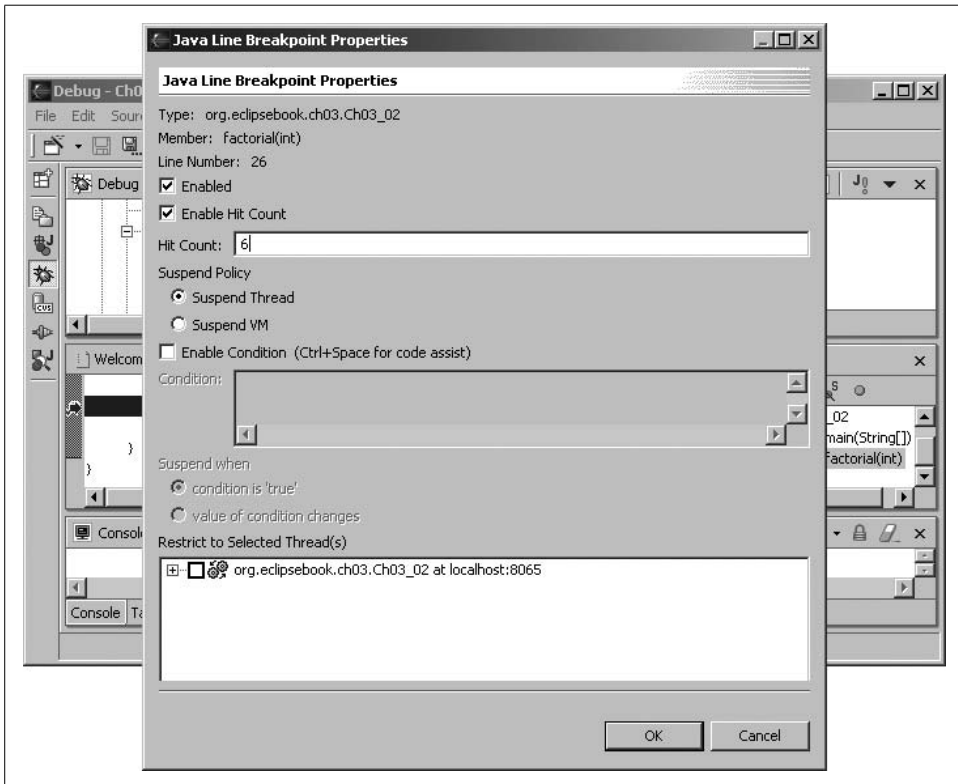 Java Line Breakpoint Properties
Java Line Breakpoint Properties
Debug - Ch0
File Edit Sour
Type: org.eclipsebook.ch03.Ch03_02
Member: factorial(int)
Line Number: 26
Debug
Enabled
Enable Hit Count
Hit Count: 6
Suspend Policy
Suspend Thread
Suspend VM
Enable Condition (Ctrl+Space for code assist)
Condition:
Welcom
}
}
_02
main(String[])
factorial(int)
Suspend when
condition is 'true'
value of condition changes
Consol
Restrict to Selected Thread(s)
org.eclipsebook.ch03.Ch03_02 at localhost:8065
Console Ta
OK Cancel